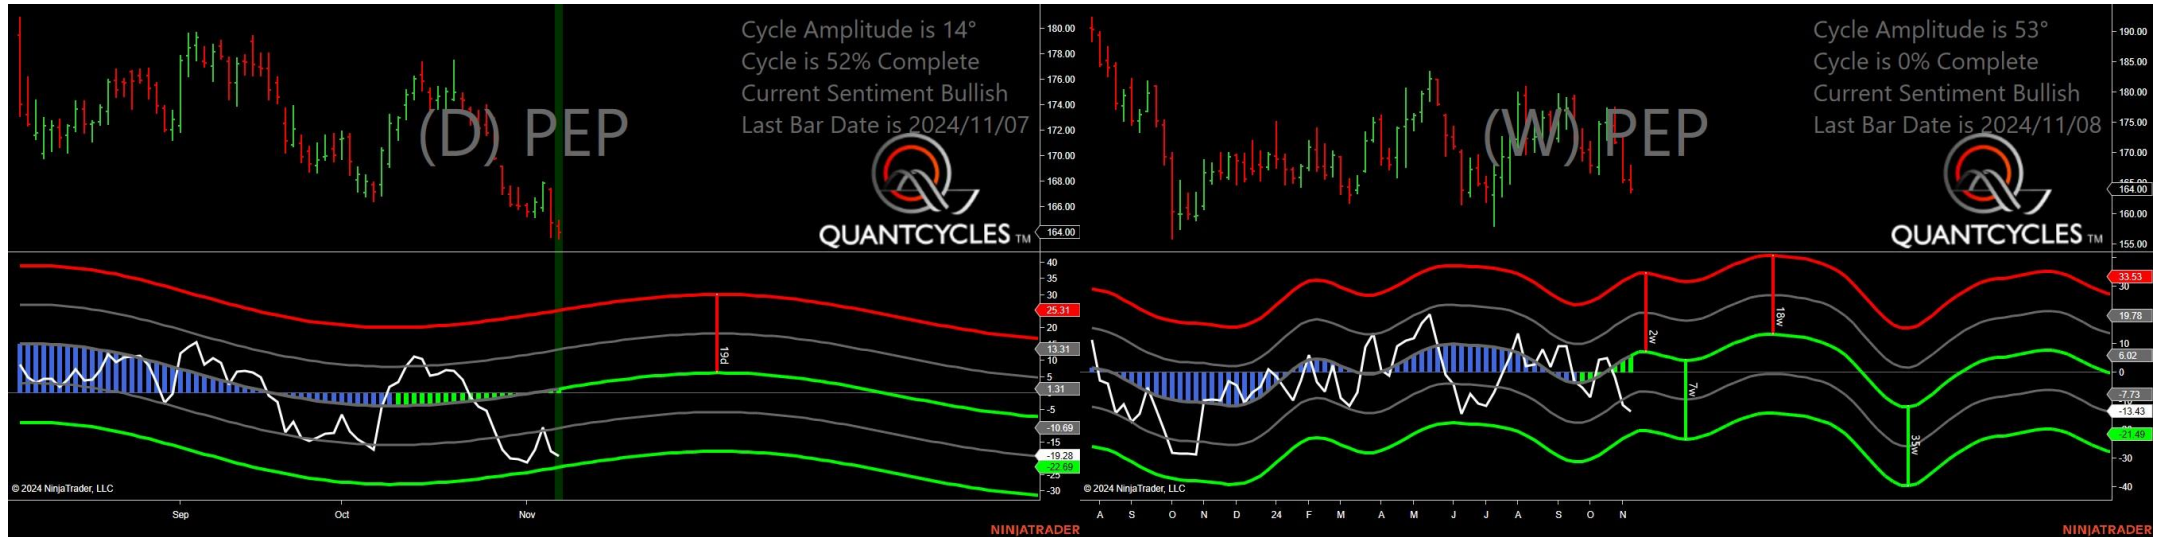 Cycle Amplitude is 14°
Cycle is 52% Complete
Current Sentiment Bullish
Last Bar Date is 2024/11/07
(D) PEP
QUANTCYCLES TM
180.00
178.00
176.00
174.00
172.00
170.00
168.00
166.00
164.00
40
35
30
25.31
20
15
13.31
10
5
1.31
-5
-10.69
-15
-19.28
-22.69
-25
-30
19d
© 2024 NinjaTrader, LLC
Sep Oct Nov
NINJATRADER
Cycle Amplitude is 53°
Cycle is 0% Complete
Current Sentiment Bullish
Last Bar Date is 2024/11/08
(W) PEP
QUANTCYCLES TM
190.00
185.00
180.00
175.00
170.00
165.00
164.00
160.00
155.00
33.53
30
19.78
10
6.02
0
-7.73
-13.43
-21.49
-30
-40
2w
7w
18w
35w
© 2024 NinjaTrader, LLC
A S O N D 24 F M A M J J A S O N
NINJATRADER